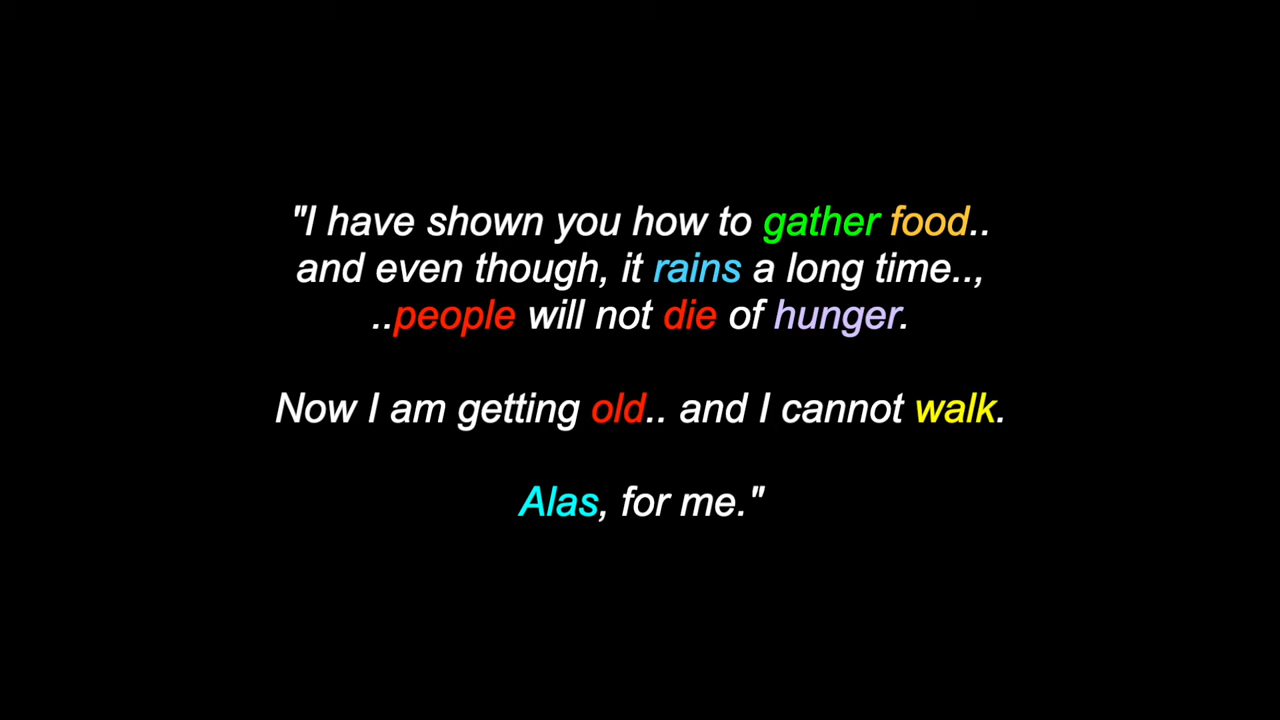 "I have shown you how to gather food..
and even though, it rains a long time..,
..people will not die of hunger.
Now I am getting old.. and I cannot walk.
Alas, for me."